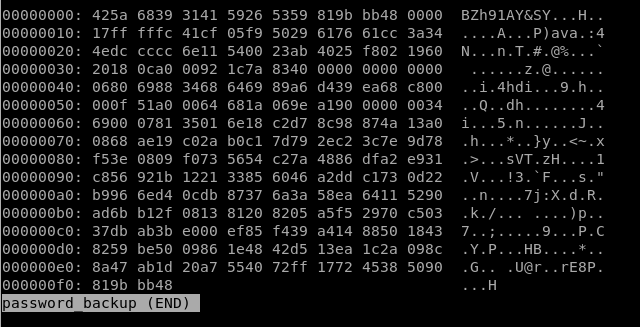 00000000: 425a 6839 3141 5926 5359 819b bb48 0000  BZh91AY&SY...H..
00000010: 17ff fffc 41cf 05f9 5029 6176 61cc 3a34  ....A...P)ava.:4
00000020: 4edc cccc 6e11 5400 23ab 4025 f802 1960  N...n.T.#.@%...`
00000030: 2018 0ca0 0092 1c7a 8340 0000 0000 0000   ......z.@......
00000040: 0680 6988 3468 6469 89a6 d439 ea68 c800  ..i.4hdi...9.h..
00000050: 000f 51a0 0064 681a 069e a190 0000 0034  ..Q..dh........4
00000060: 6900 0781 3501 6e18 c2d7 8c98 874a 13a0  i...5.n......J..
00000070: 0868 ae19 c02a b0c1 7d79 2ec2 3c7e 9d78  .h...*..}y..<~.x
00000080: f53e 0809 f073 5654 c27a 4886 dfa2 e931  .>...sVT.zH....1
00000090: c856 921b 1221 3385 6046 a2dd c173 0d22  .V...!3.`F...s."
000000a0: b996 6ed4 0cdb 8737 6a3a 58ea 6411 5290  ..n....7j:X.d.R.
000000b0: ad6b b12f 0813 8120 8205 a5f5 2970 c503  .k./... ....)p..
000000c0: 37db ab3b e000 ef85 f439 a414 8850 1843  7..;.....9...P.C
000000d0: 8259 be50 0986 1e48 42d5 13ea 1c2a 098c  .Y.P...HB....*..
000000e0: 8a47 ab1d 20a7 5540 72ff 1772 4538 5090  .G.. .U@r..rE8P.
000000f0: 819b bb48                                ...H
password_backup (END)